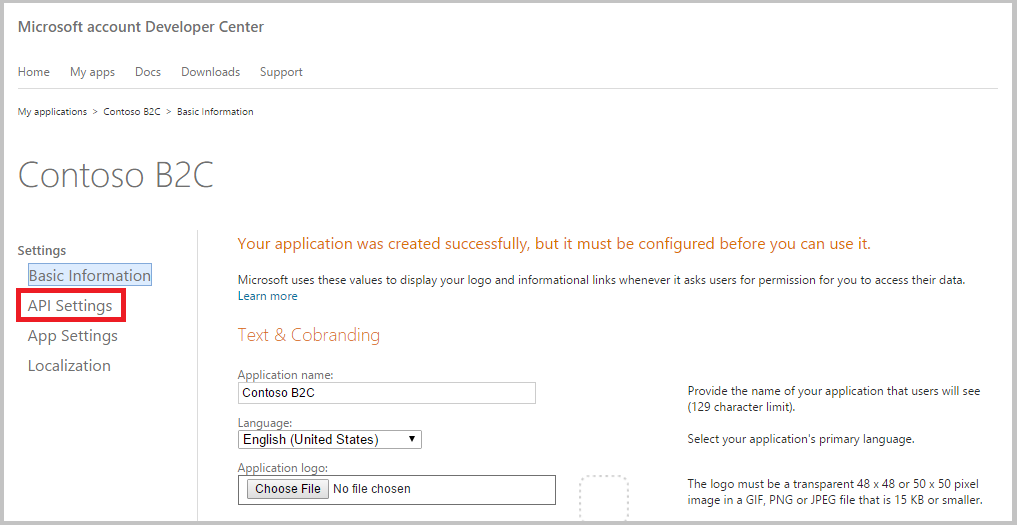 Microsoft account Developer Center
Home My apps Docs Downloads Support
My applications > Contoso B2C > Basic Information
Contoso B2C
Settings
Basic Information
API Settings
App Settings
Localization
Your application was created successfully, but it must be configured before you can use it.
Microsoft uses these values to display your logo and informational links whenever it asks users for permission for you to access their data.
Learn more
Text & Cobranding
Application name:
Contoso B2C
Provide the name of your application that users will see
(129 character limit).
Language:
English (United States)
Select your application's primary language.
Application logo:
Choose File No file chosen
The logo must be a transparent 48 x 48 or 50 x 50 pixel
image in a GIF, PNG or JPEG file that is 15 KB or smaller.